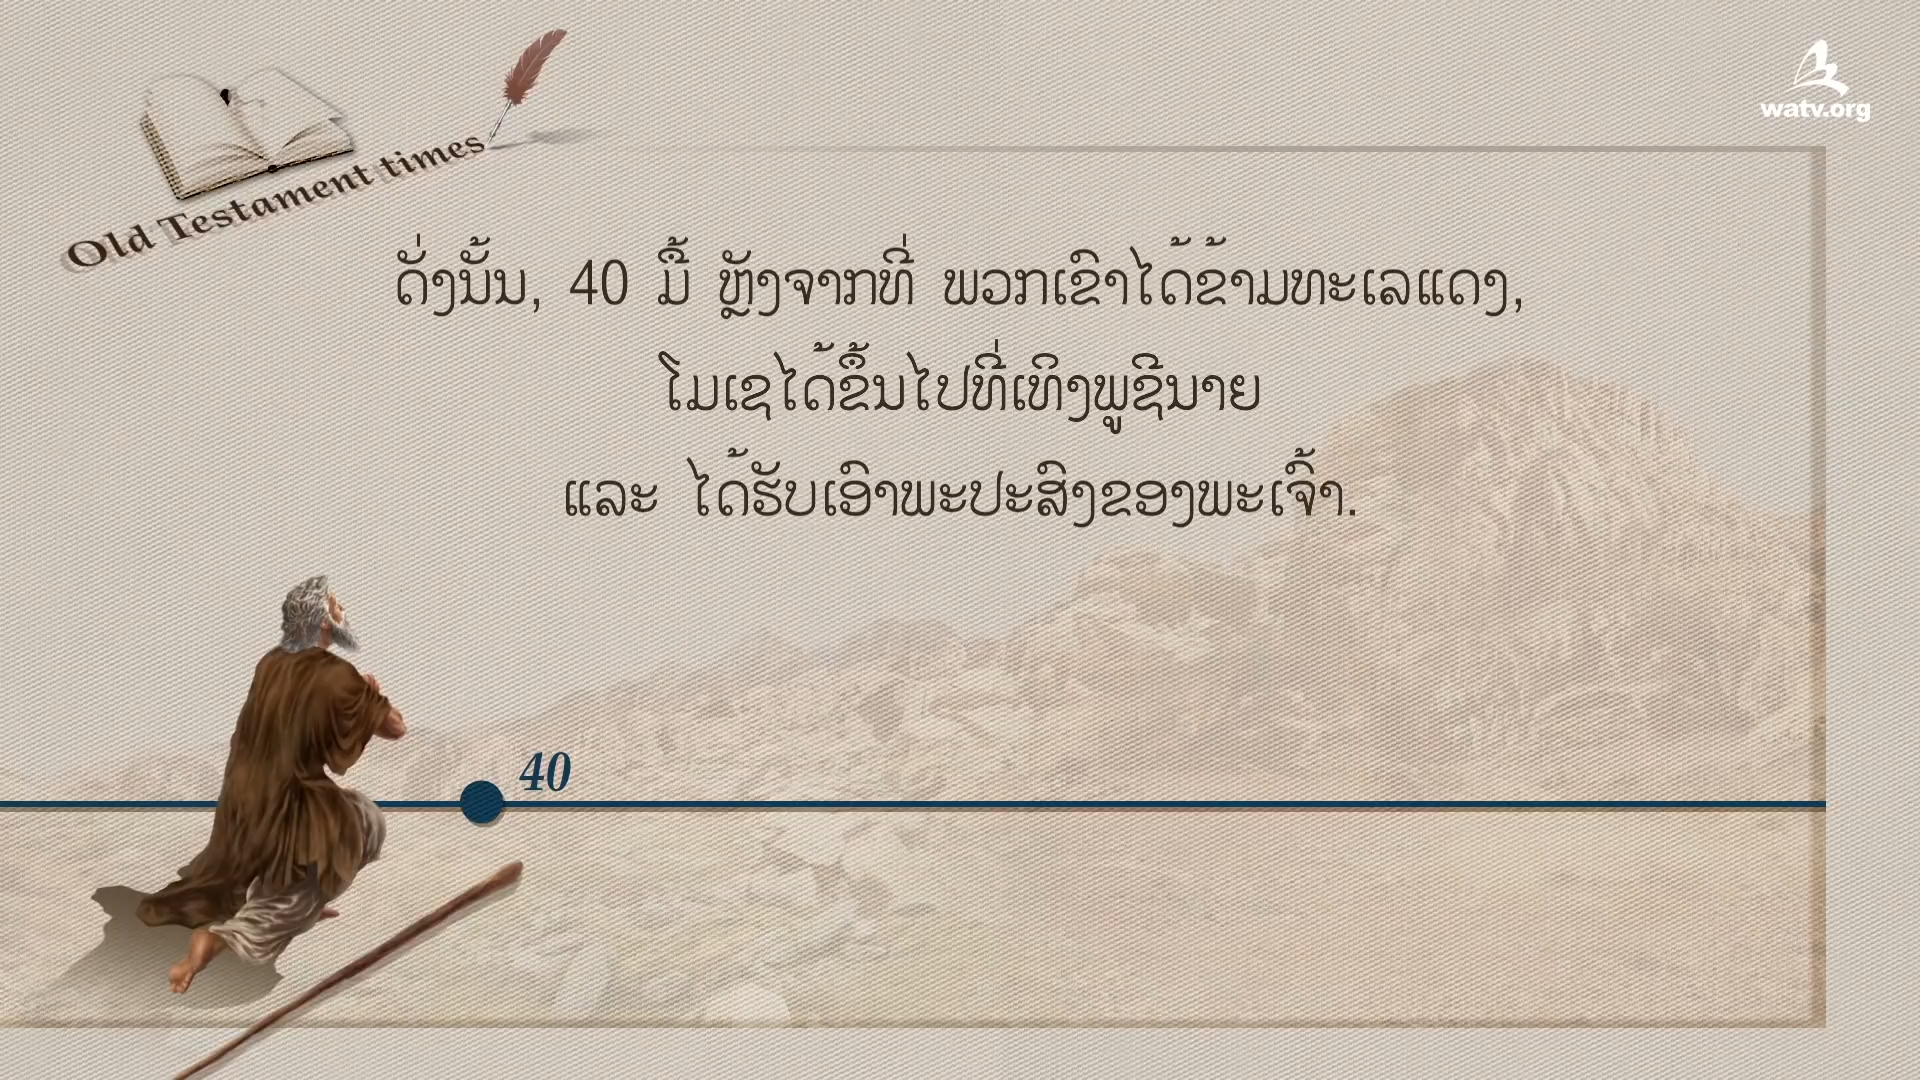 Old Testament times
watv.org
ດັ່ງນັ້ນ, 40 ມື້ ຫຼັງຈາກທີ່ ພວກເຂົາໄດ້ຂ້າມທະເລແດງ,
ໂມເຊໄດ້ຂຶ້ນໄປທີ່ເທິງພູຊີນາຍ
ແລະ ໄດ້ຮັບເອົາພະປະສົງຂອງພະເຈົ້າ.
40